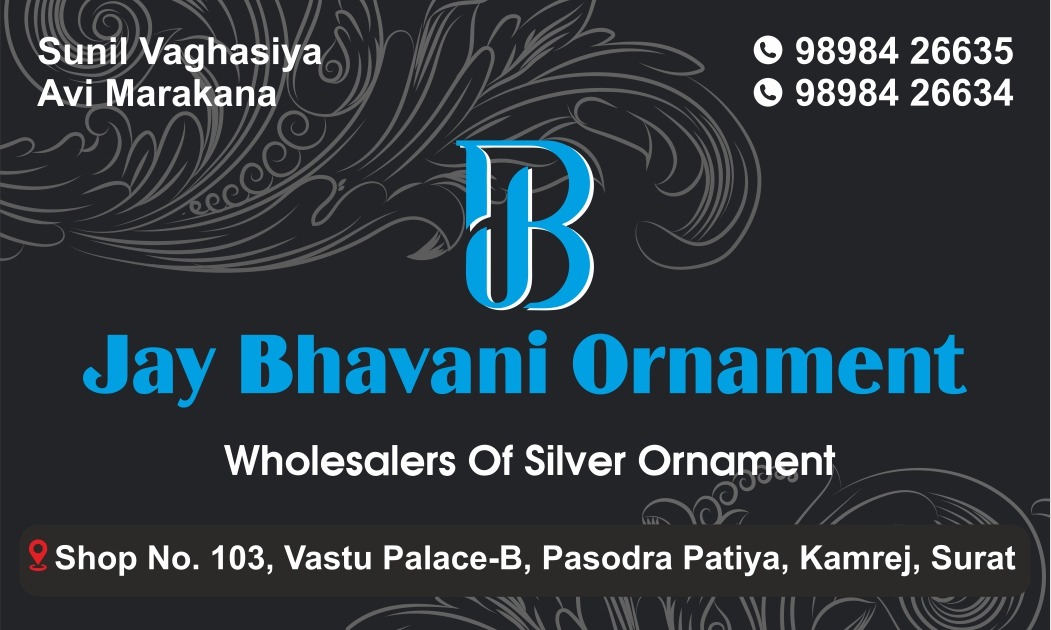 Sunil Vaghasiya
Avi Marakana
98984 26635
98984 26634
JB
Jay Bhavani Ornament
Wholesalers Of Silver Ornament
Shop No. 103, Vastu Palace-B, Pasodra Patiya, Kamrej, Surat